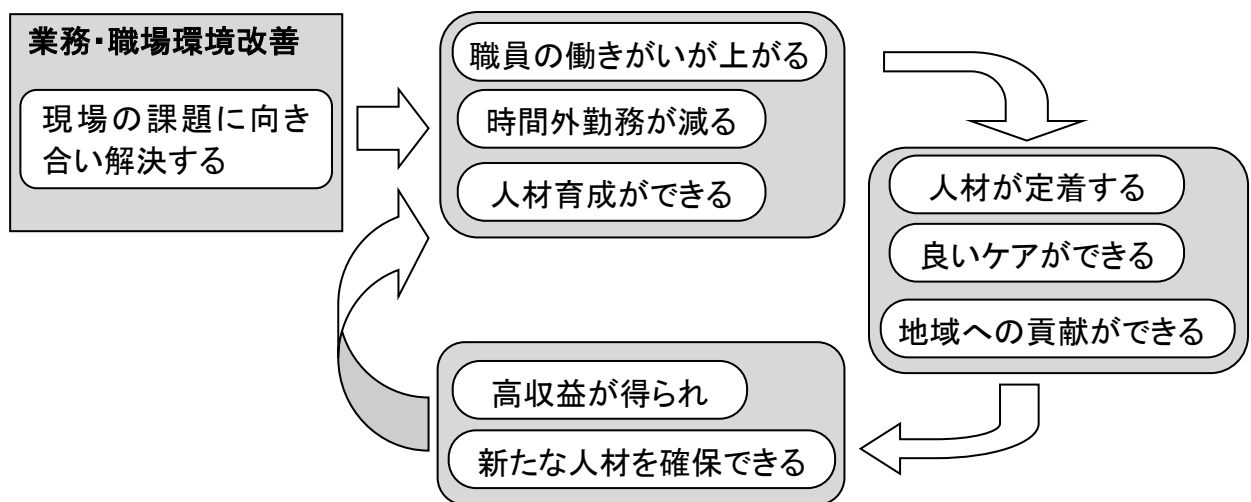 業務・職場環境改善
現場の課題に向き
合い解決する
職員の働きがいが上がる
時間外勤務が減る
人材育成ができる
人材が定着する
良いケアができる
地域への貢献ができる
高収益が得られ
新たな人材を確保できる